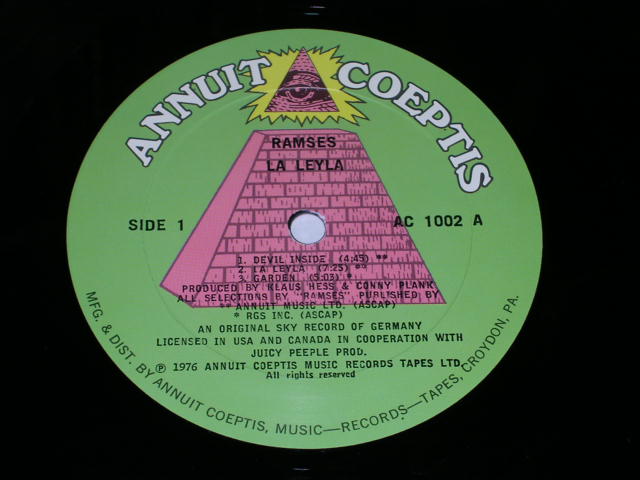 ANNUIT COEPTIS
RAMSES
LA LEYLA
SIDE 1
AC 1002 A
1. DEVIL INSIDE (4:45) **
2. LA LEYLA (7:25) **
3. GARDEN (5:03) *
PRODUCED BY KLAUS HESS & CONNY PLANK
ALL SELECTIONS BY "RAMSES" PUBLISHED BY
** ANNUIT MUSIC LTD. (ASCAP)
* RGS INC. (ASCAP)
AN ORIGINAL SKY RECORD OF GERMANY
LICENSED IN USA AND CANADA IN COOPERATION WITH
JUICY PEEPLE PROD.
Ⓟ 1976 ANNUIT COEPTIS MUSIC RECORDS TAPES LTD.
All rights reserved
MFG. & DIST. BY ANNUIT COEPTIS, MUSIC—RECORDS—TAPES, CROYDON, PA.